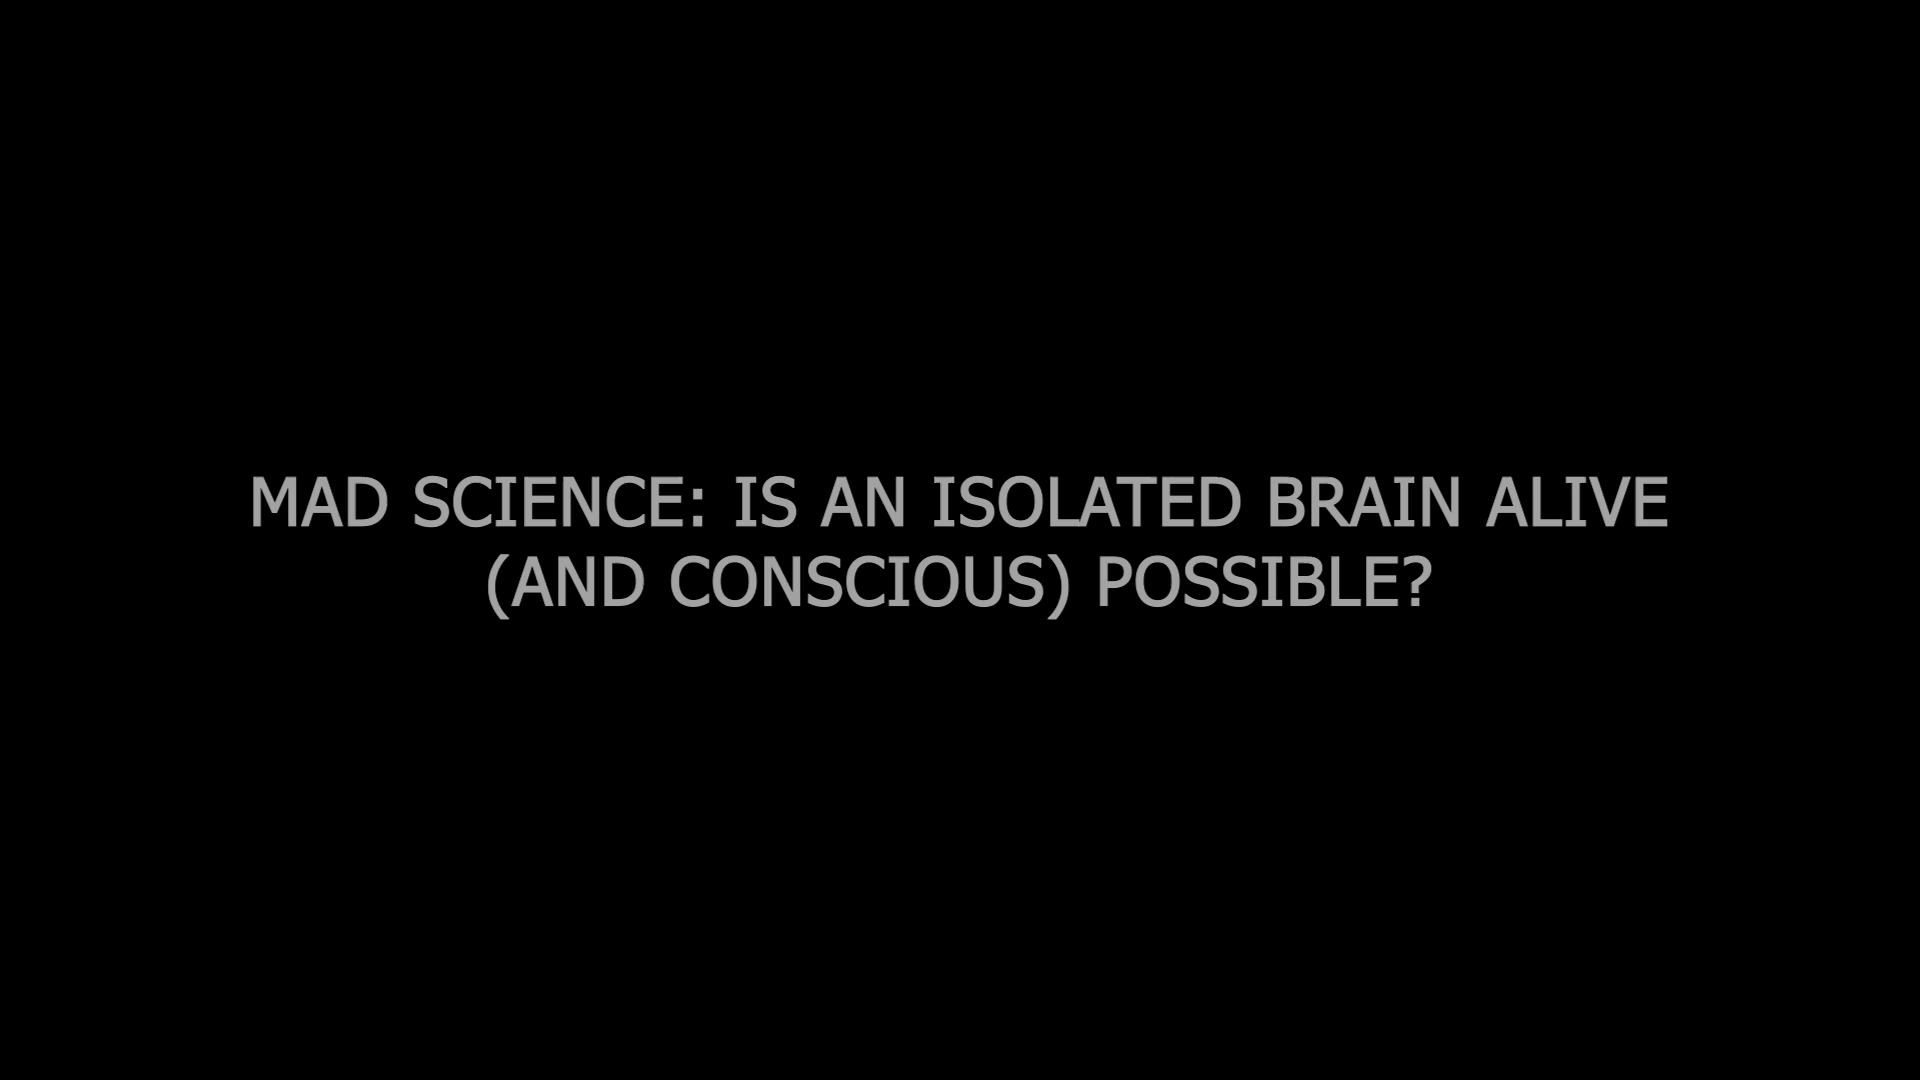 MAD SCIENCE: IS AN ISOLATED BRAIN ALIVE
(AND CONSCIOUS) POSSIBLE?